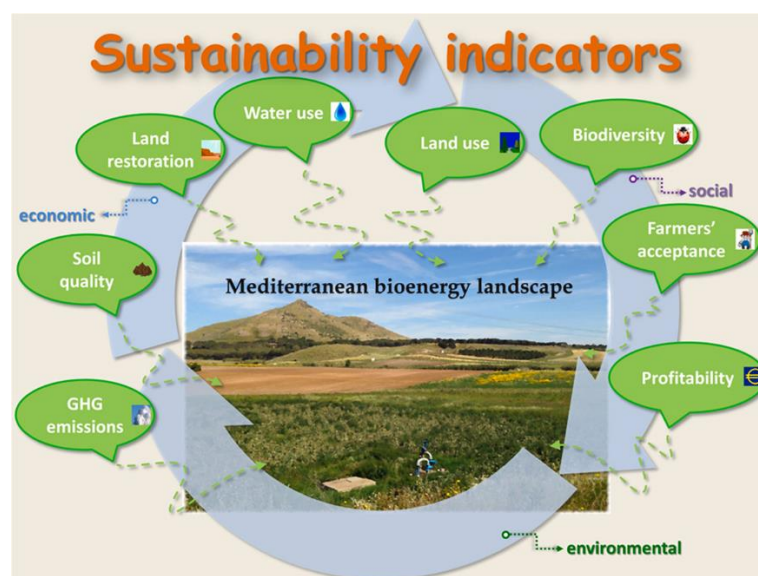 Sustainability indicators
Water use
Land
restoration
Land use
Biodiversity
economic
social
Soil
quality
Farmers'
acceptance
Mediterranean bioenergy landscape
Profitability
GHG
emissions
environmental